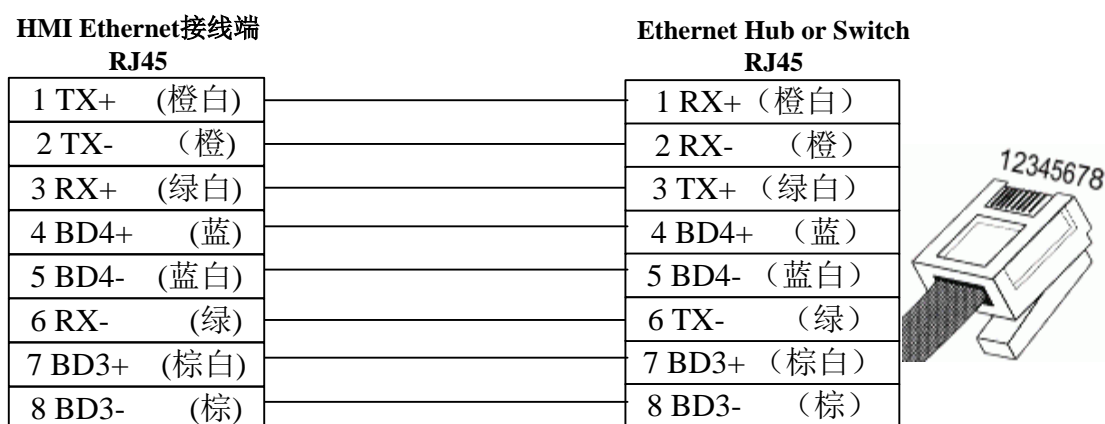 HMI Ethernet接线端
RJ45
1 TX+ (橙白)
2 TX- （橙)
3 RX+ (绿白)
4 BD4+ (蓝)
5 BD4- (蓝白)
6 RX- (绿)
7 BD3+ (棕白)
8 BD3- (棕)
Ethernet Hub or Switch
RJ45
1 RX+（橙白）
2 RX- （橙）
3 TX+ （绿白）
4 BD4+ （蓝）
5 BD4- （蓝白）
6 TX- （绿）
7 BD3+ （棕白）
8 BD3- （棕）
12345678